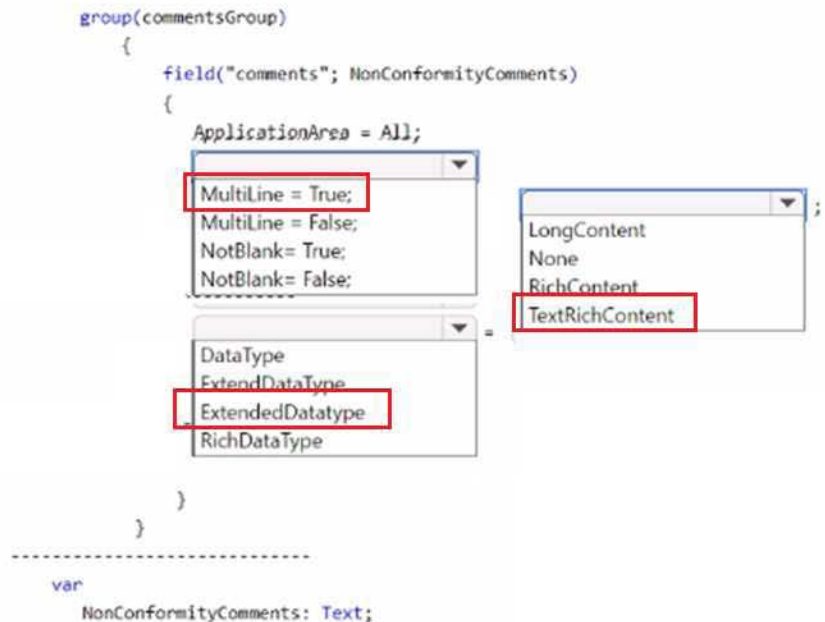 group(commentsGroup)
{
field("comments"; NonConformityComments)
{
ApplicationArea = All;
MultiLine = True;
MultiLine = False;
NotBlank= True;
NotBlank= False;
;
LongContent
None
RichContent
TextRichContent
=
DataType
ExtendDataType
ExtendedDatatype
RichDataType
}
}
------------------------------
var
NonConformityComments: Text;